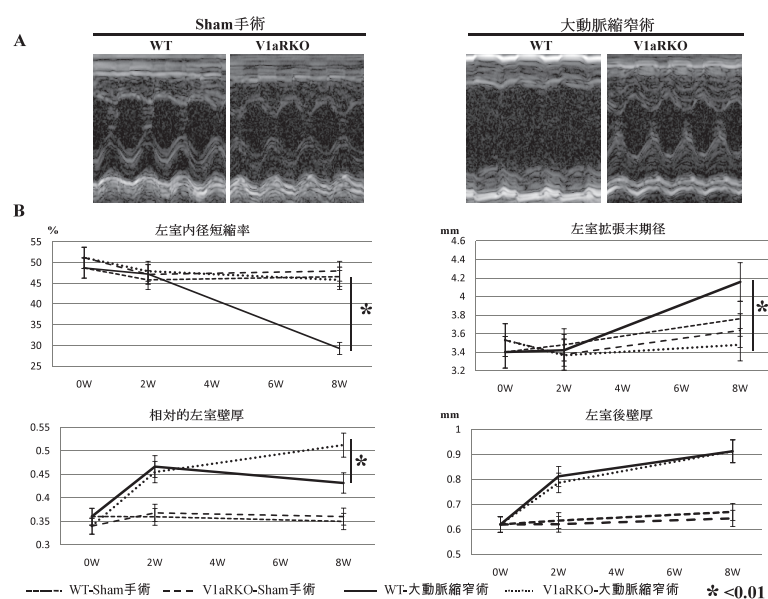 Sham手術 大動脈縮窄術
A
WT V1aRKO WT V1aRKO
B
% 左室内径短縮率
55
50
45
40
35
30
25
0W 2W 4W 6W 8W
*
mm 左室拡張末期径
4.6
4.4
4.2
4
3.8
3.6
3.4
3.2
0W 2W 4W 6W 8W
*
相対的左室壁厚
0.55
0.5
0.45
0.4
0.35
0.3
0W 2W 4W 6W 8W
*
mm 左室後壁厚
1
0.9
0.8
0.7
0.6
0.5
0W 2W 4W 6W 8W
WT-Sham手術 V1aRKO-Sham手術 WT-大動脈縮窄術 V1aRKO-大動脈縮窄術 * <0.01